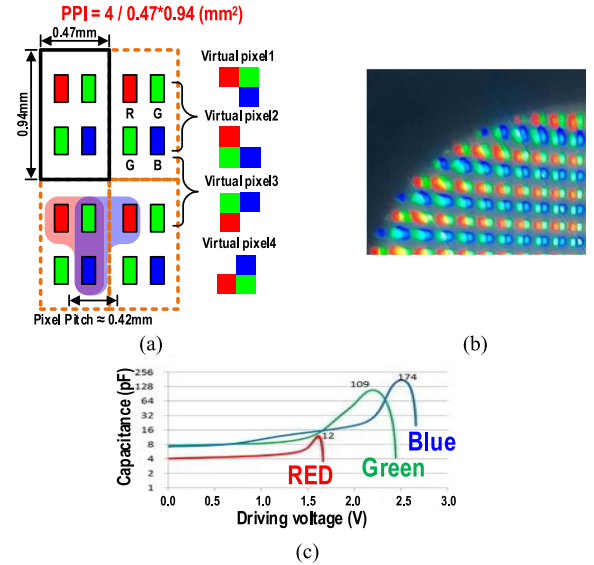 PPI = 4 / 0.47*0.94 (mm²)
0.47mm
0.94mm
R G
G B
Virtual pixel1
Virtual pixel2
Virtual pixel3
Virtual pixel4
Pixel Pitch ≈ 0.42mm
(a)
(b)
Capacitance (pF)
256
128
64
32
16
8
4
2
1
109
174
12
RED
Green
Blue
0.0 0.5 1.0 1.5 2.0 2.5 3.0
Driving voltage (V)
(c)